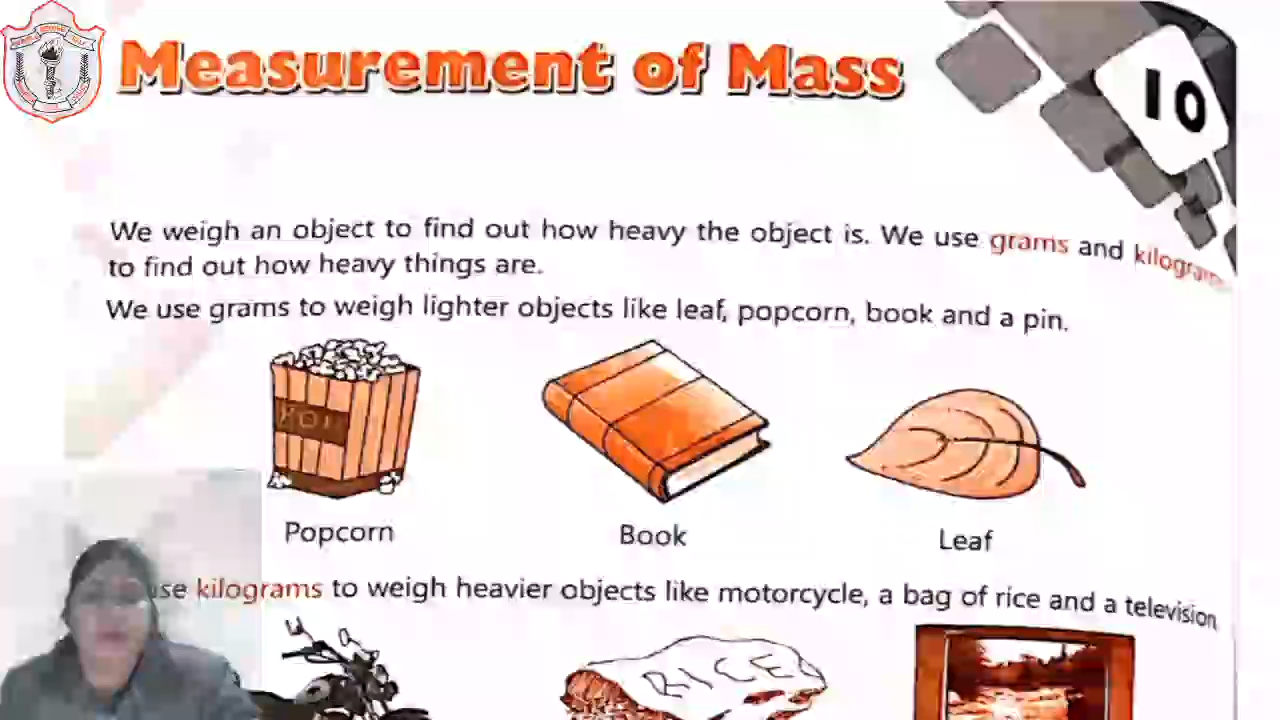 Measurement of Mass
10
We weigh an object to find out how heavy the object is. We use grams and kilogram
to find out how heavy things are.
We use grams to weigh lighter objects like leaf, popcorn, book and a pin.
Popcorn
Book
Leaf
use kilograms to weigh heavier objects like motorcycle, a bag of rice and a television
RICE